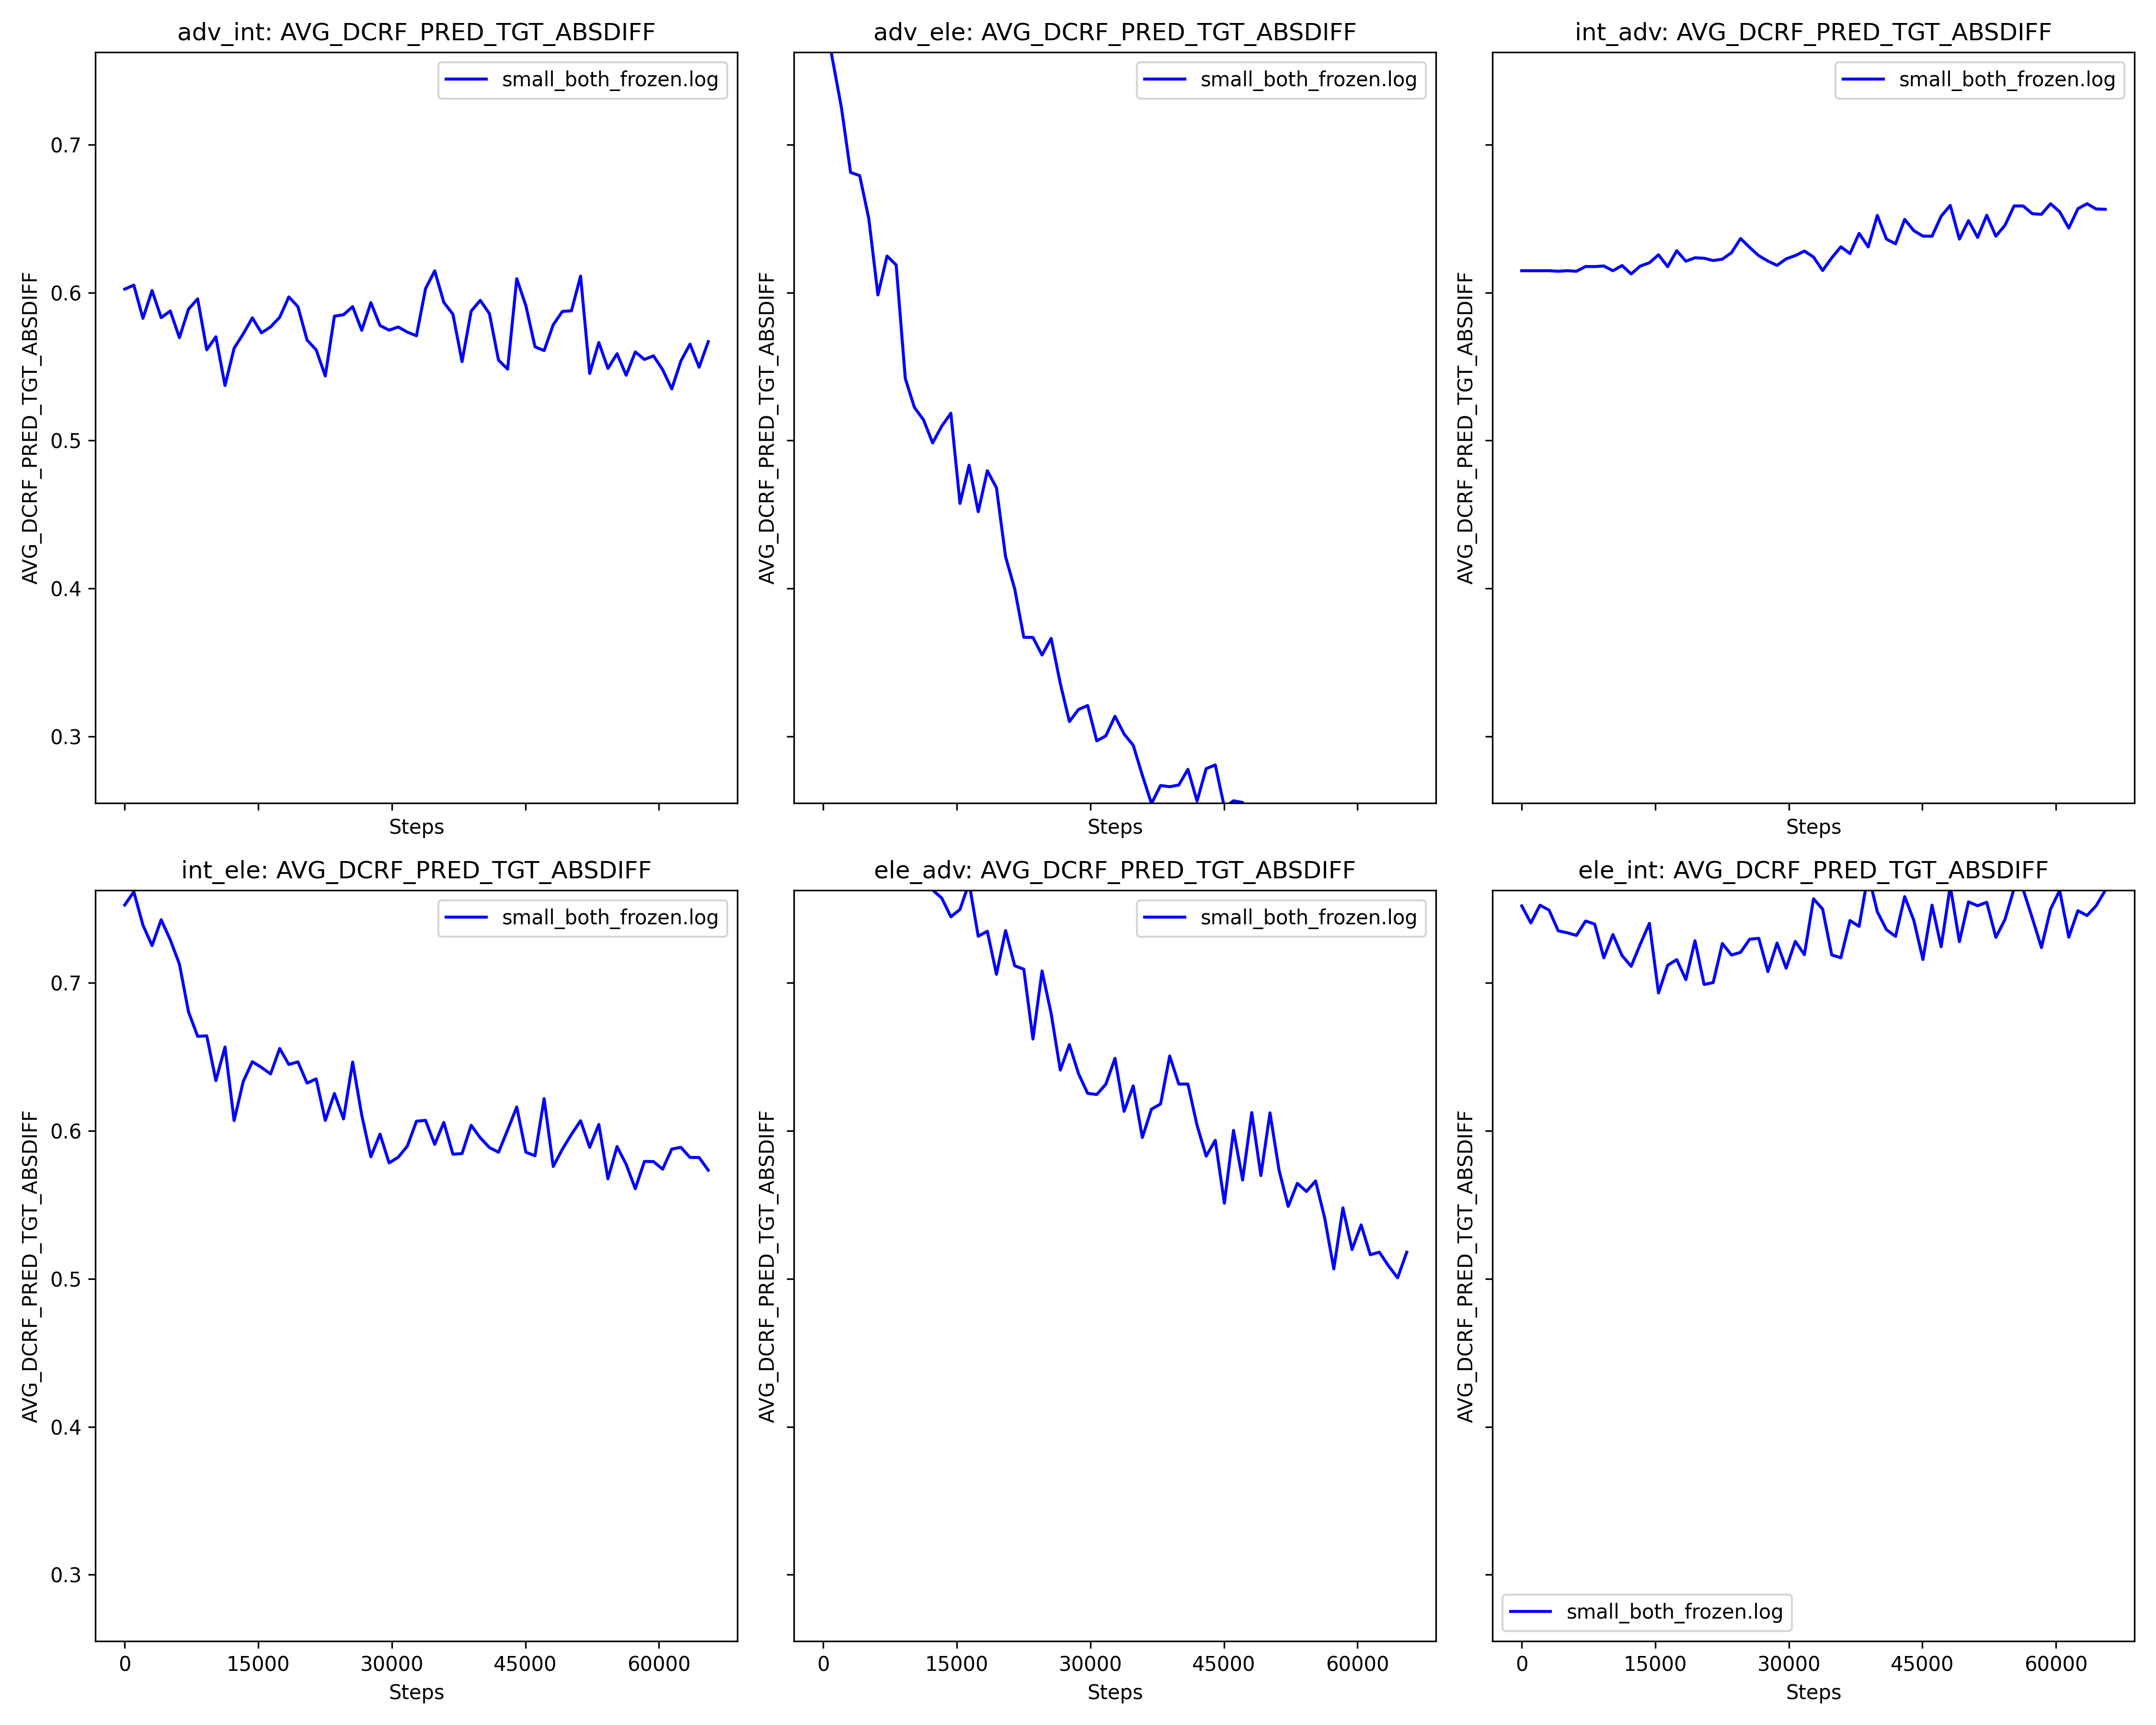 adv_int: AVG_DCRF_PRED_TGT_ABSDIFF
small_both_frozen.log
AVG_DCRF_PRED_TGT_ABSDIFF
0.7
0.6
0.5
0.4
0.3
Steps
adv_ele: AVG_DCRF_PRED_TGT_ABSDIFF
small_both_frozen.log
AVG_DCRF_PRED_TGT_ABSDIFF
Steps
int_adv: AVG_DCRF_PRED_TGT_ABSDIFF
small_both_frozen.log
AVG_DCRF_PRED_TGT_ABSDIFF
Steps
int_ele: AVG_DCRF_PRED_TGT_ABSDIFF
small_both_frozen.log
AVG_DCRF_PRED_TGT_ABSDIFF
0.7
0.6
0.5
0.4
0.3
0 15000 30000 45000 60000
Steps
ele_adv: AVG_DCRF_PRED_TGT_ABSDIFF
small_both_frozen.log
AVG_DCRF_PRED_TGT_ABSDIFF
0 15000 30000 45000 60000
Steps
ele_int: AVG_DCRF_PRED_TGT_ABSDIFF
AVG_DCRF_PRED_TGT_ABSDIFF
small_both_frozen.log
0 15000 30000 45000 60000
Steps